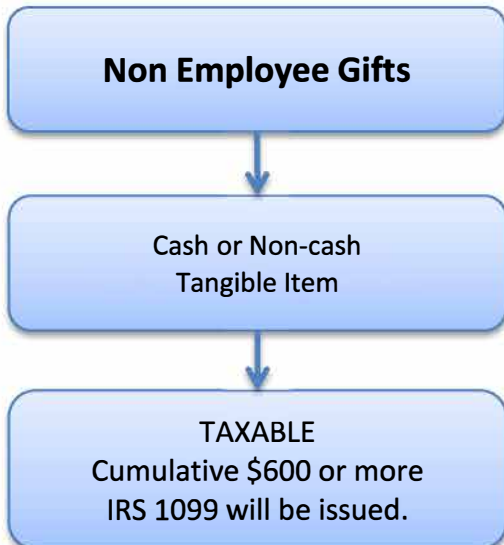 Non Employee Gifts
Cash or Non-cash
Tangible Item
TAXABLE
Cumulative $600 or more
IRS 1099 will be issued.